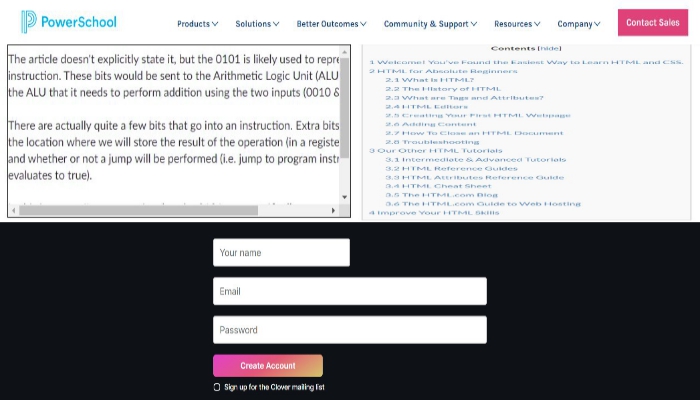 PowerSchool
Products Solutions Better Outcomes Community & Support Resources Company Contact Sales
The article doesn't explicitly state it, but the 0101 is likely used to repre
instruction. These bits would be sent to the Arithmetic Logic Unit (ALU
the ALU that it needs to perform addition using the two inputs (0010 &
There are actually quite a few bits that go into an instruction. Extra bits
the location where we will store the result of the operation (in a registe
and whether or not a jump will be performed (i.e. jump to program instr
evaluates to true).
Contents [hide]
1 Welcome! You've Found the Easiest Way to Learn HTML and CSS.
2 HTML for Absolute Beginners
2.1 What is HTML?
2.2 The History of HTML
2.3 What are Tags and Attributes?
2.4 HTML Editors
2.5 Creating Your First HTML Webpage
2.6 Adding Content
2.7 How To Close an HTML Document
2.8 Troubleshooting
3 Our Other HTML Tutorials
3.1 Intermediate & Advanced Tutorials
3.2 HTML Reference Guides
3.3 HTML Attributes Reference Guide
3.4 HTML Cheat Sheet
3.5 The HTML.com Blog
3.6 The HTML.com Guide to Web Hosting
4 Improve Your HTML Skills
Your name
Email
Password
Create Account
Sign up for the Clover mailing list